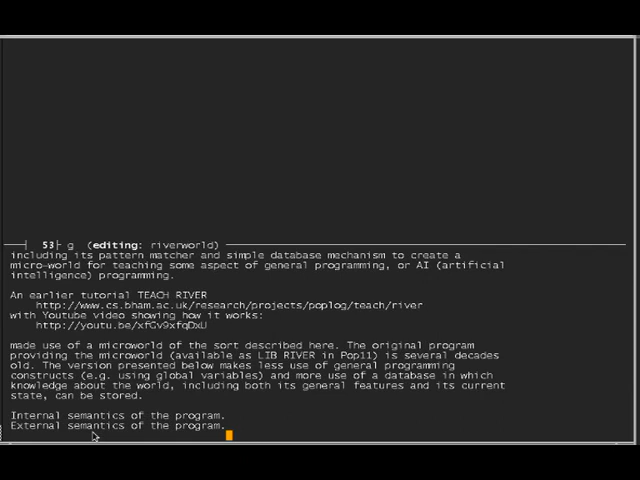 53 g (editing: riverworld)
including its pattern matcher and simple database mechanism to create a
micro-world for teaching some aspect of general programming, or AI (artificial
intelligence) programming.
An earlier tutorial TEACH RIVER
http://www.cs.bham.ac.uk/research/projects/poplog/teach/river
with Youtube video showing how it works:
http://youtu.be/xfGv9xfqDxU
made use of a microworld of the sort described here. The original program
providing the microworld (available as LIB RIVER in Pop11) is several decades
old. The version presented below makes less use of general programming
constructs (e.g. using global variables) and more use of a database in which
knowledge about the world, including both its general features and its current
state, can be stored.
Internal semantics of the program.
External semantics of the program.